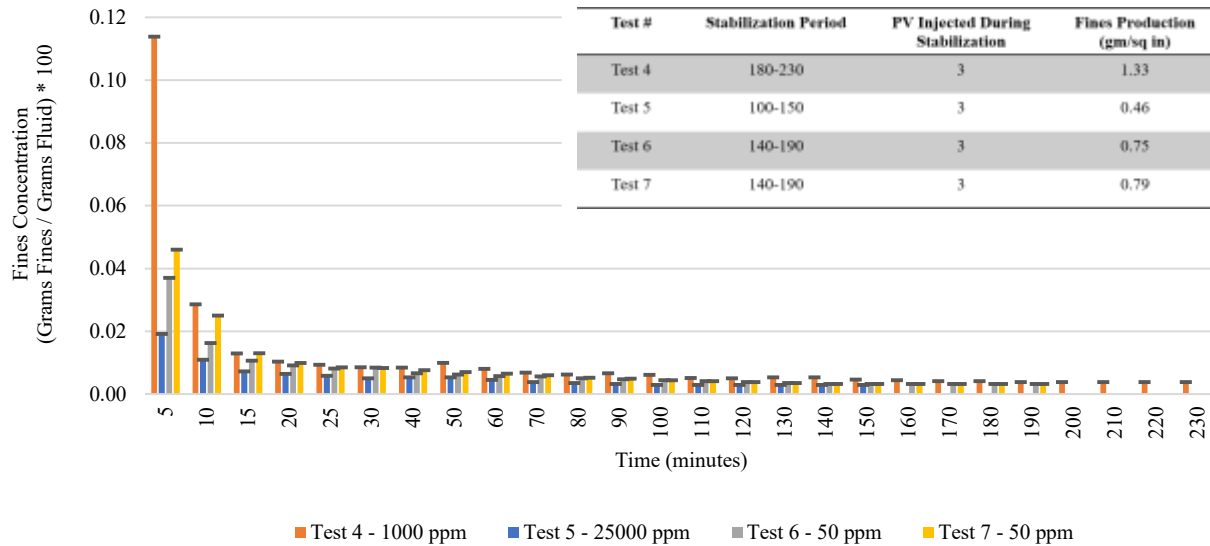 0.12
0.10
0.08
0.06
0.04
0.02
0.00
Fines Concentration
(Grams Fines / Grams Fluid) * 100
Test # Stabilization Period PV Injected During Stabilization Fines Production (gm/sq in)
Test 4 180-230 3 1.33
Test 5 100-150 3 0.46
Test 6 140-190 3 0.75
Test 7 140-190 3 0.79
5 10 15 20 25 30 40 50 60 70 80 90 100 110 120 130 140 150 160 170 180 190 200 210 220 230
Time (minutes)
Test 4 - 1000 ppm Test 5 - 25000 ppm Test 6 - 50 ppm Test 7 - 50 ppm